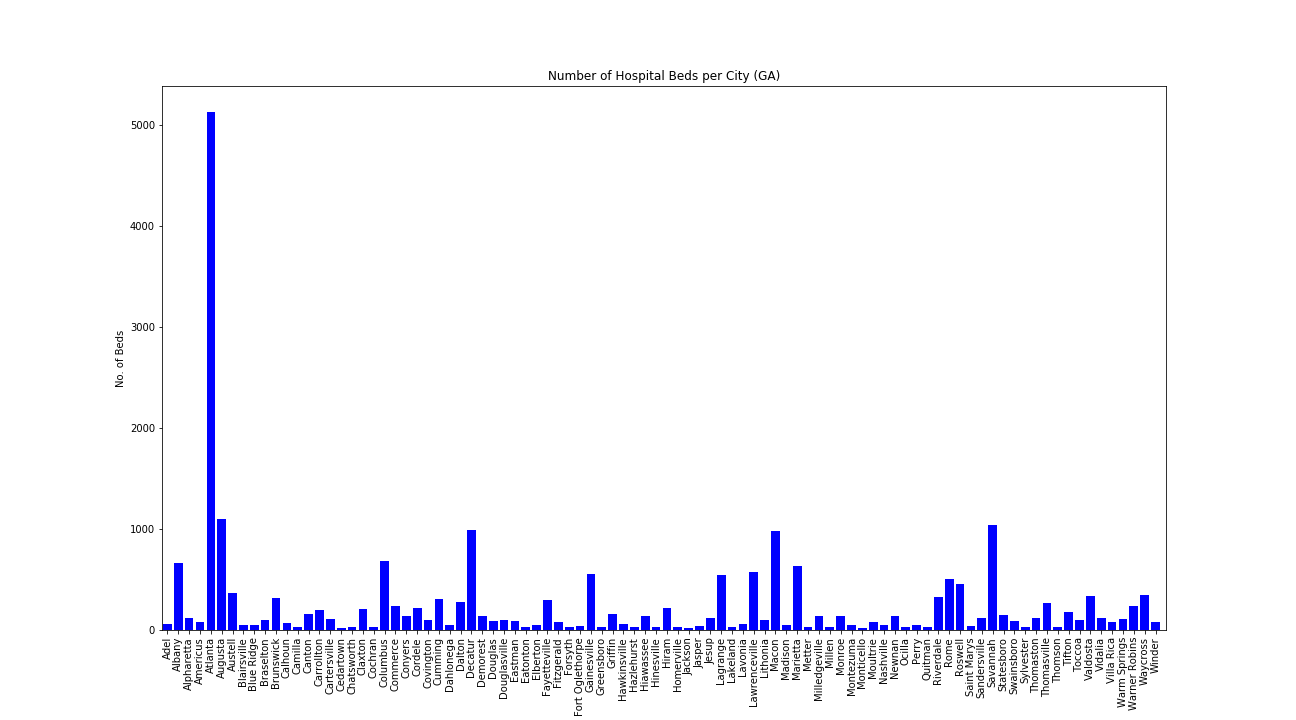 Number of Hospital Beds per City (GA)
5000
4000
3000
2000
1000
0
No. of Beds
Adel
Albany
Alpharetta
Americus
Atlanta
Augusta
Austell
Blairsville
Blue Ridge
Braselton
Brunswick
Calhoun
Camilla
Canton
Carrollton
Cartersville
Cedartown
Chatsworth
Claxton
Cochran
Columbus
Commerce
Conyers
Cordele
Covington
Cumming
Dahlonega
Dalton
Decatur
Demorest
Douglas
Douglasville
Eastman
Eatonton
Elberton
Fayetteville
Fitzgerald
Forsyth
Fort Oglethorpe
Gainesville
Greensboro
Griffin
Hawkinsville
Hazlehurst
Hiawassee
Hinesville
Hiram
Homerville
Jackson
Jasper
Jesup
Lagrange
Lakeland
Lavonia
Lawrenceville
Lithonia
Macon
Madison
Marietta
Metter
Milledgeville
Millen
Monroe
Montezuma
Monticello
Moultrie
Nashville
Newnan
Ocilla
Perry
Quitman
Riverdale
Rome
Roswell
Saint Marys
Sandersville
Savannah
Statesboro
Swainsboro
Sylvester
Thomaston
Thomasville
Thomson
Tifton
Toccoa
Valdosta
Vidalia
Villa Rica
Warm Springs
Warner Robins
Waycross
Winder